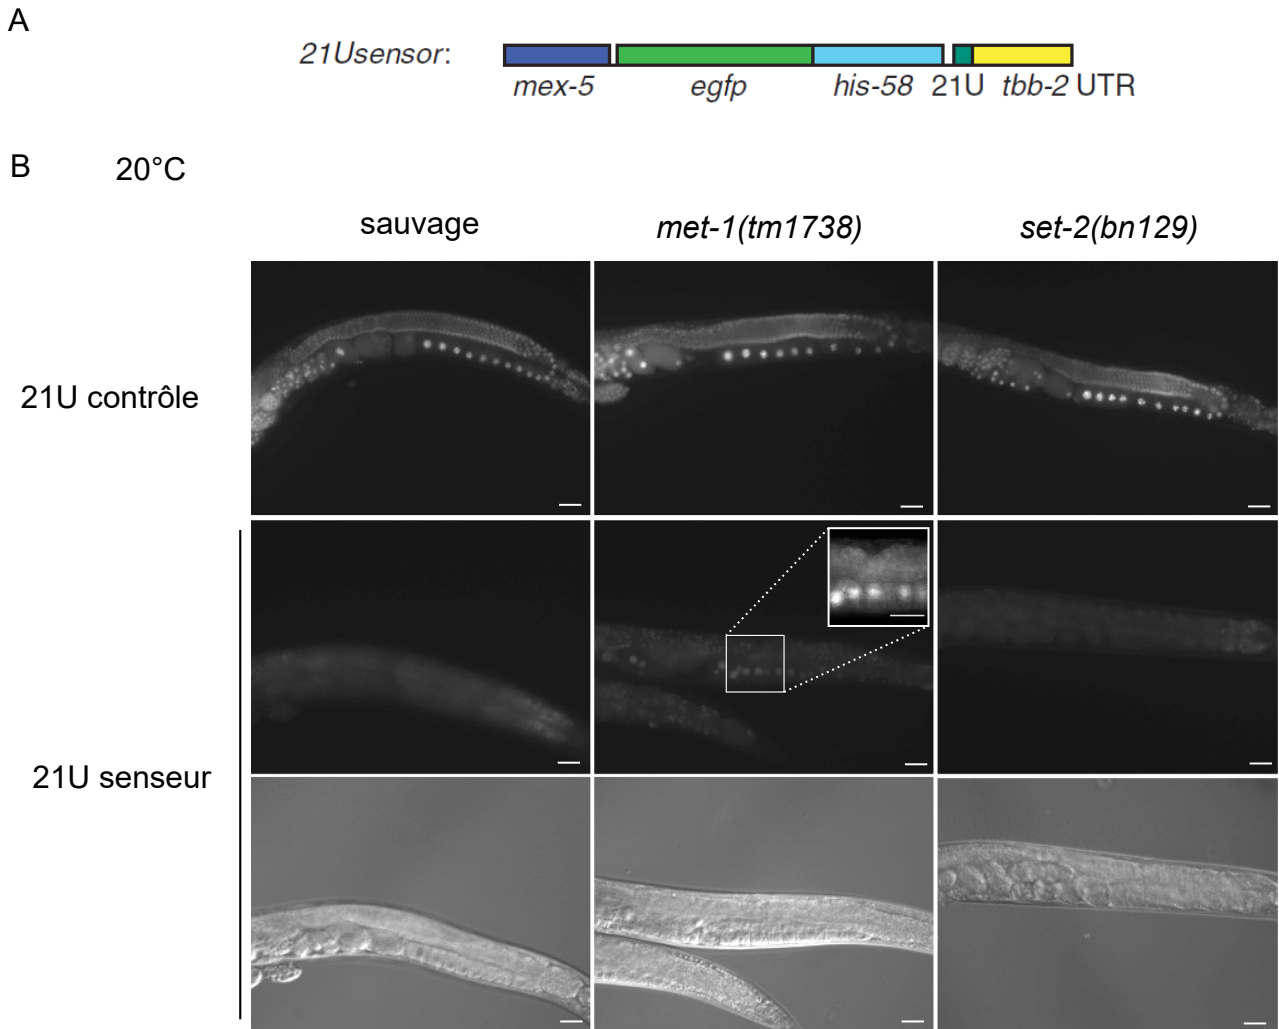 A
21Usensor:
mex-5 egfp his-58 21U tbb-2 UTR
B 20°C
sauvage met-1(tm1738) set-2(bn129)
21U contrôle
21U senseur